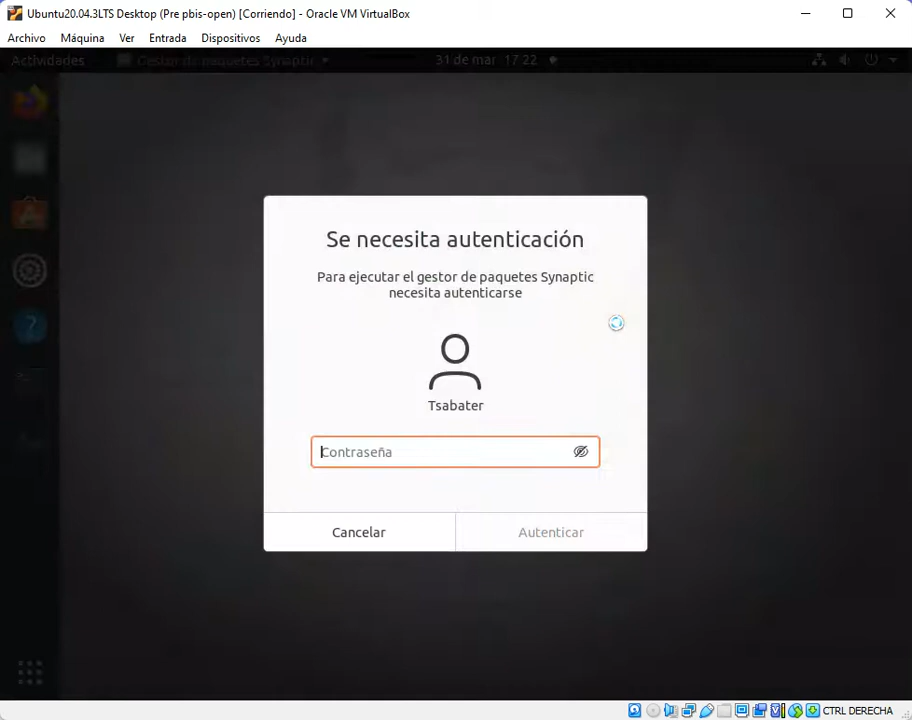 Ubuntu20.04.3LTS Desktop (Pre pbis-open) [Corriendo] - Oracle VM VirtualBox
Archivo Máquina Ver Entrada Dispositivos Ayuda
Actividades Gestor de paquetes Synaptic 31 de mar 17:22
Se necesita autenticación
Para ejecutar el gestor de paquetes Synaptic
necesita autenticarse
Tsabater
Contraseña
Cancelar Autenticar
CTRL DERECHA